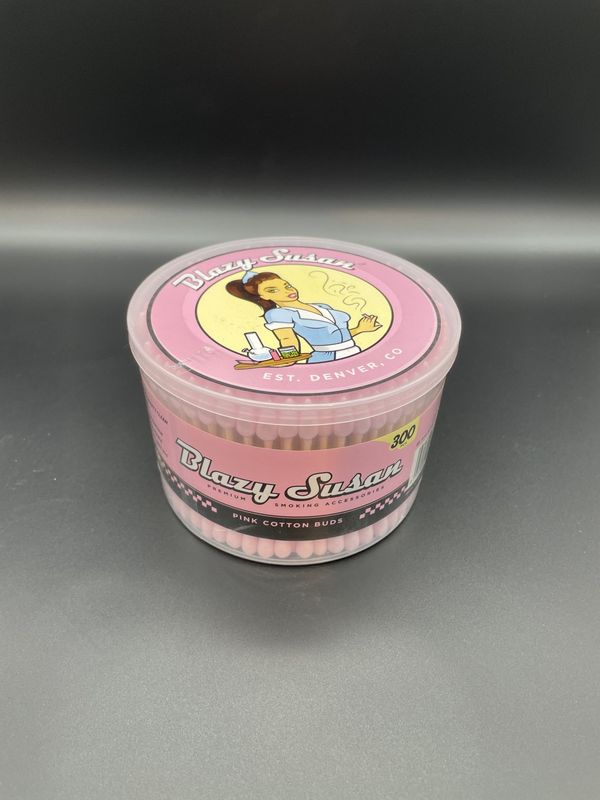 Blazy Susan
EST. DENVER, CO
300
Blazy Susan
PREMIUM SMOKING ACCESSORIES
PINK COTTON BUDS